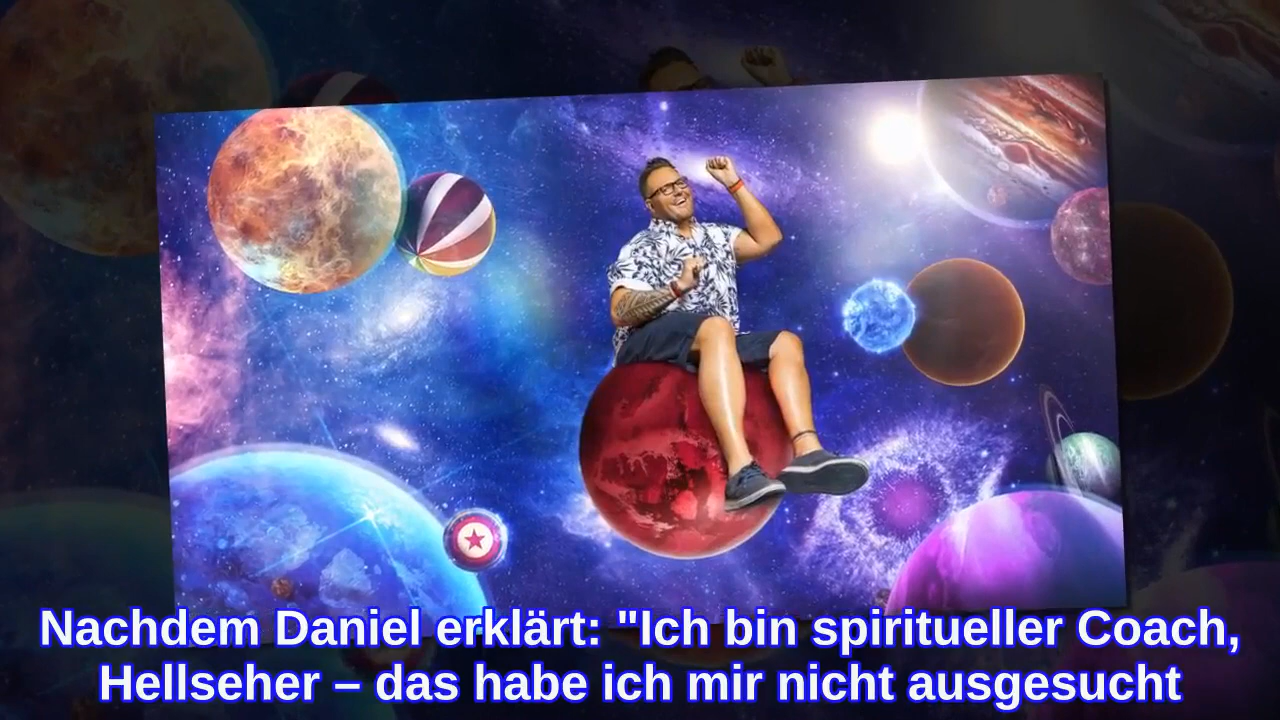 Nachdem Daniel erklärt: "Ich bin spiritueller Coach,
Hellseher – das habe ich mir nicht ausgesucht